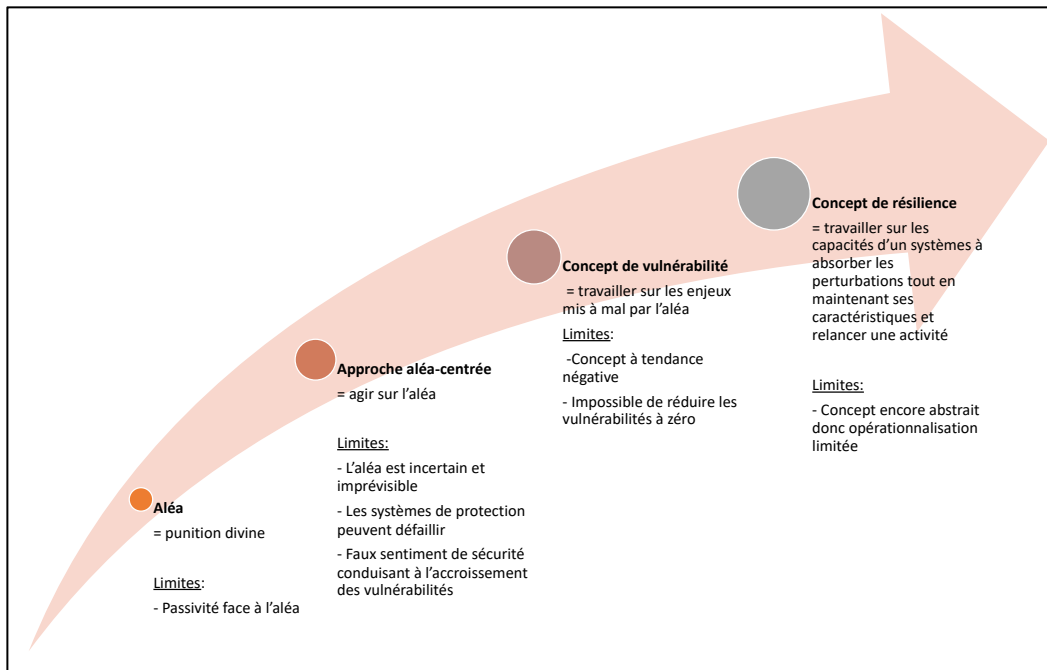 Aléa
= punition divine
Limites:
- Passivité face à l’aléa
Approche aléa-centrée
= agir sur l’aléa
Limites:
- L’aléa est incertain et
imprévisible
- Les systèmes de protection
peuvent défaillir
- Faux sentiment de sécurité
conduisant à l’accroissement
des vulnérabilités
Concept de vulnérabilité
= travailler sur les enjeux
mis à mal par l’aléa
Limites:
-Concept à tendance
négative
- Impossible de réduire les
vulnérabilités à zéro
Concept de résilience
= travailler sur les
capacités d’un systèmes à
absorber les
perturbations tout en
maintenant ses
caractéristiques et
relancer une activité
Limites:
- Concept encore abstrait
donc opérationnalisation
limitée